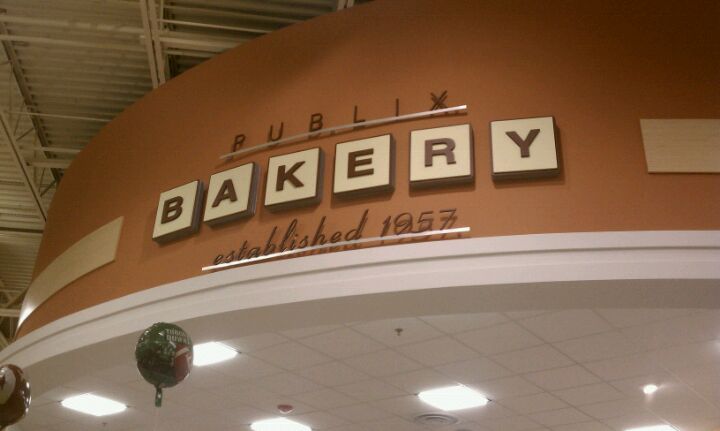 PUBLIX
BAKERY
established 1957